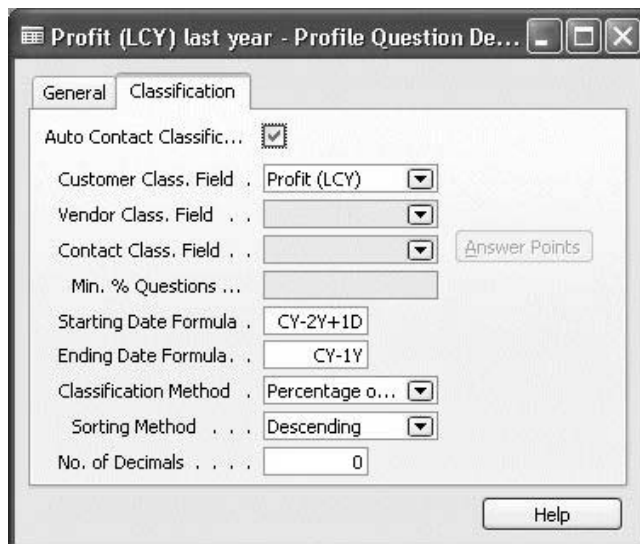 Profit (LCY) last year - Profile Question De...
General Classification
Auto Contact Classific...
Customer Class. Field . Profit (LCY)
Vendor Class. Field . .
Contact Class. Field . . Answer Points
Min. % Questions ...
Starting Date Formula . CY-2Y+1D
Ending Date Formula. . CY-1Y
Classification Method . Percentage o...
Sorting Method . . . Descending
No. of Decimals . . . . 0
Help